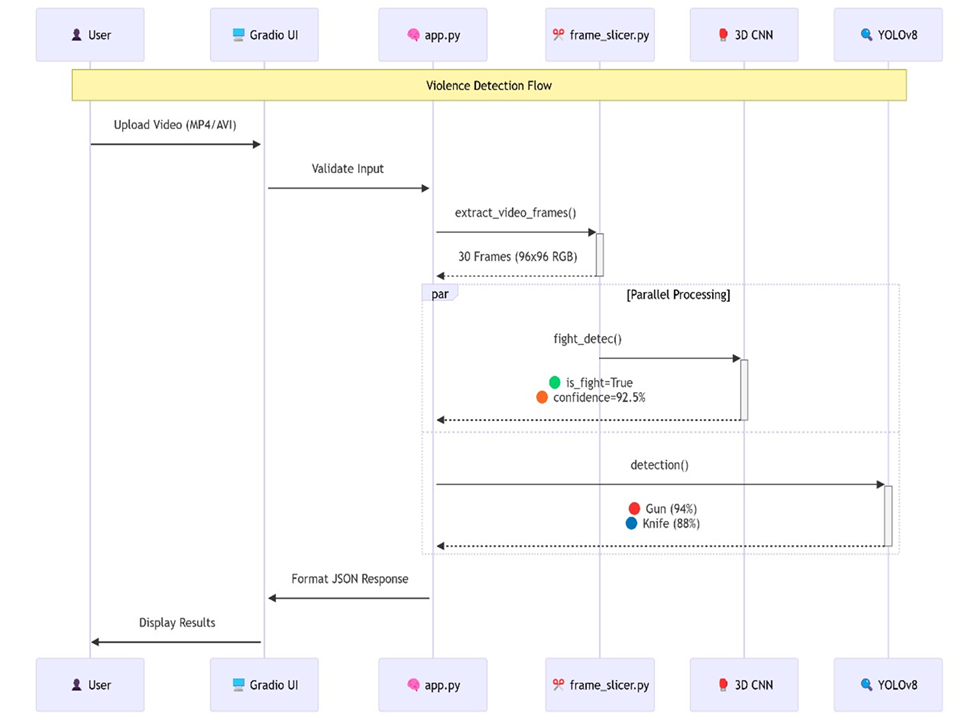 User
Gradio UI
app.py
frame_slicer.py
3D CNN
YOLOv8
Violence Detection Flow
Upload Video (MP4/AVI)
Validate Input
extract_video_frames()
30 Frames (96x96 RGB)
par
[Parallel Processing]
fight_detec()
is_fight=True
confidence=92.5%
detection()
Gun (94%)
Knife (88%)
Format JSON Response
Display Results
User
Gradio UI
app.py
frame_slicer.py
3D CNN
YOLOv8